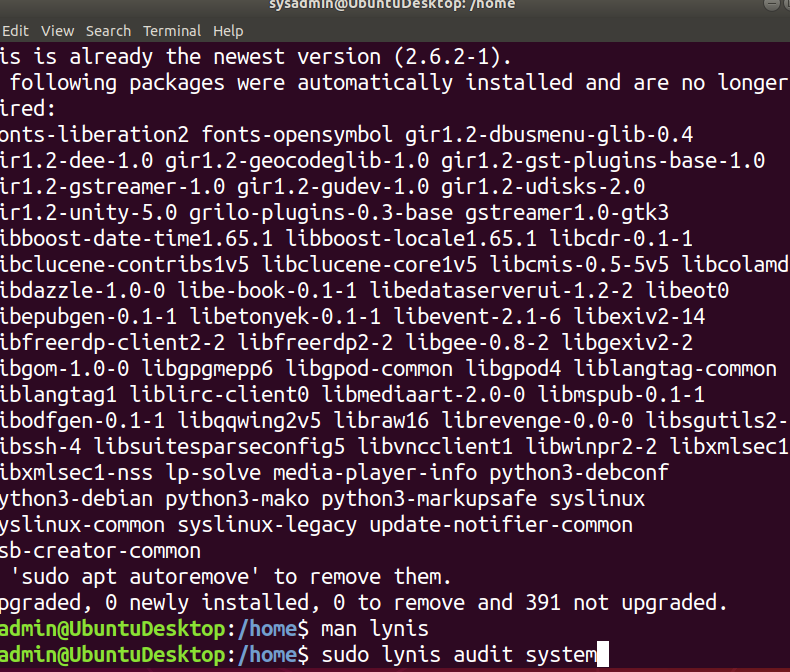 sysadmin@UbuntuDesktop: /home
Edit View Search Terminal Help
is is already the newest version (2.6.2-1).
following packages were automatically installed and are no longer
ired:
onts-liberation2 fonts-opensymbol gir1.2-dbusmenu-glib-0.4
ir1.2-dee-1.0 gir1.2-geocodeglib-1.0 gir1.2-gst-plugins-base-1.0
ir1.2-gstreamer-1.0 gir1.2-gudev-1.0 gir1.2-udisks-2.0
ir1.2-unity-5.0 grilo-plugins-0.3-base gstreamer1.0-gtk3
ibboost-date-time1.65.1 libboost-locale1.65.1 libcdr-0.1-1
ibclucene-contribs1v5 libclucene-core1v5 libcmis-0.5-5v5 libcolamd
ibdazzle-1.0-0 libe-book-0.1-1 libedataserverui-1.2-2 libeot0
ibepubgen-0.1-1 libetonyek-0.1-1 libevent-2.1-6 libexiv2-14
ibfreerdp-client2-2 libfreerdp2-2 libgee-0.8-2 libgexiv2-2
ibgom-1.0-0 libgpgmepp6 libgpod-common libgpod4 liblangtag-common
iblangtag1 liblirc-client0 libmediaart-2.0-0 libmspub-0.1-1
ibodfgen-0.1-1 libqqwing2v5 libraw16 librevenge-0.0-0 libsgutils2-
ibssh-4 libsuitesparseconfig5 libvncclient1 libwinpr2-2 libxmlsec1
ibxmlsec1-nss lp-solve media-player-info python3-debconf
ython3-debian python3-mako python3-markupsafe syslinux
yslinux-common syslinux-legacy update-notifier-common
sb-creator-common
'sudo apt autoremove' to remove them.
pgraded, 0 newly installed, 0 to remove and 391 not upgraded.
admin@UbuntuDesktop:/home$ man lynis
admin@UbuntuDesktop:/home$ sudo lynis audit system